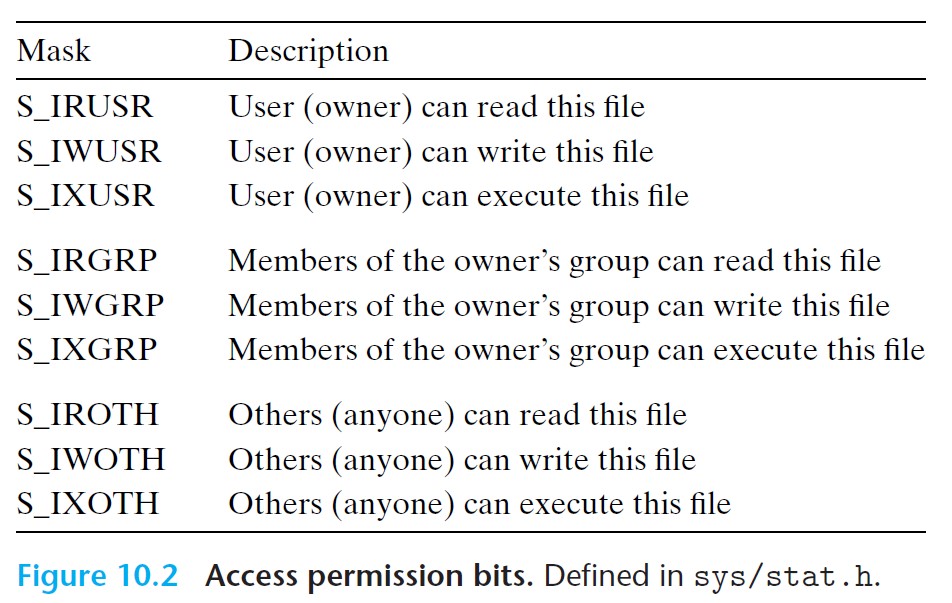 Mask Description
S_IRUSR User (owner) can read this file
S_IWUSR User (owner) can write this file
S_IXUSR User (owner) can execute this file
S_IRGRP Members of the owner’s group can read this file
S_IWGRP Members of the owner’s group can write this file
S_IXGRP Members of the owner’s group can execute this file
S_IROTH Others (anyone) can read this file
S_IWOTH Others (anyone) can write this file
S_IXOTH Others (anyone) can execute this file
Figure 10.2 Access permission bits. Defined in sys/stat.h.